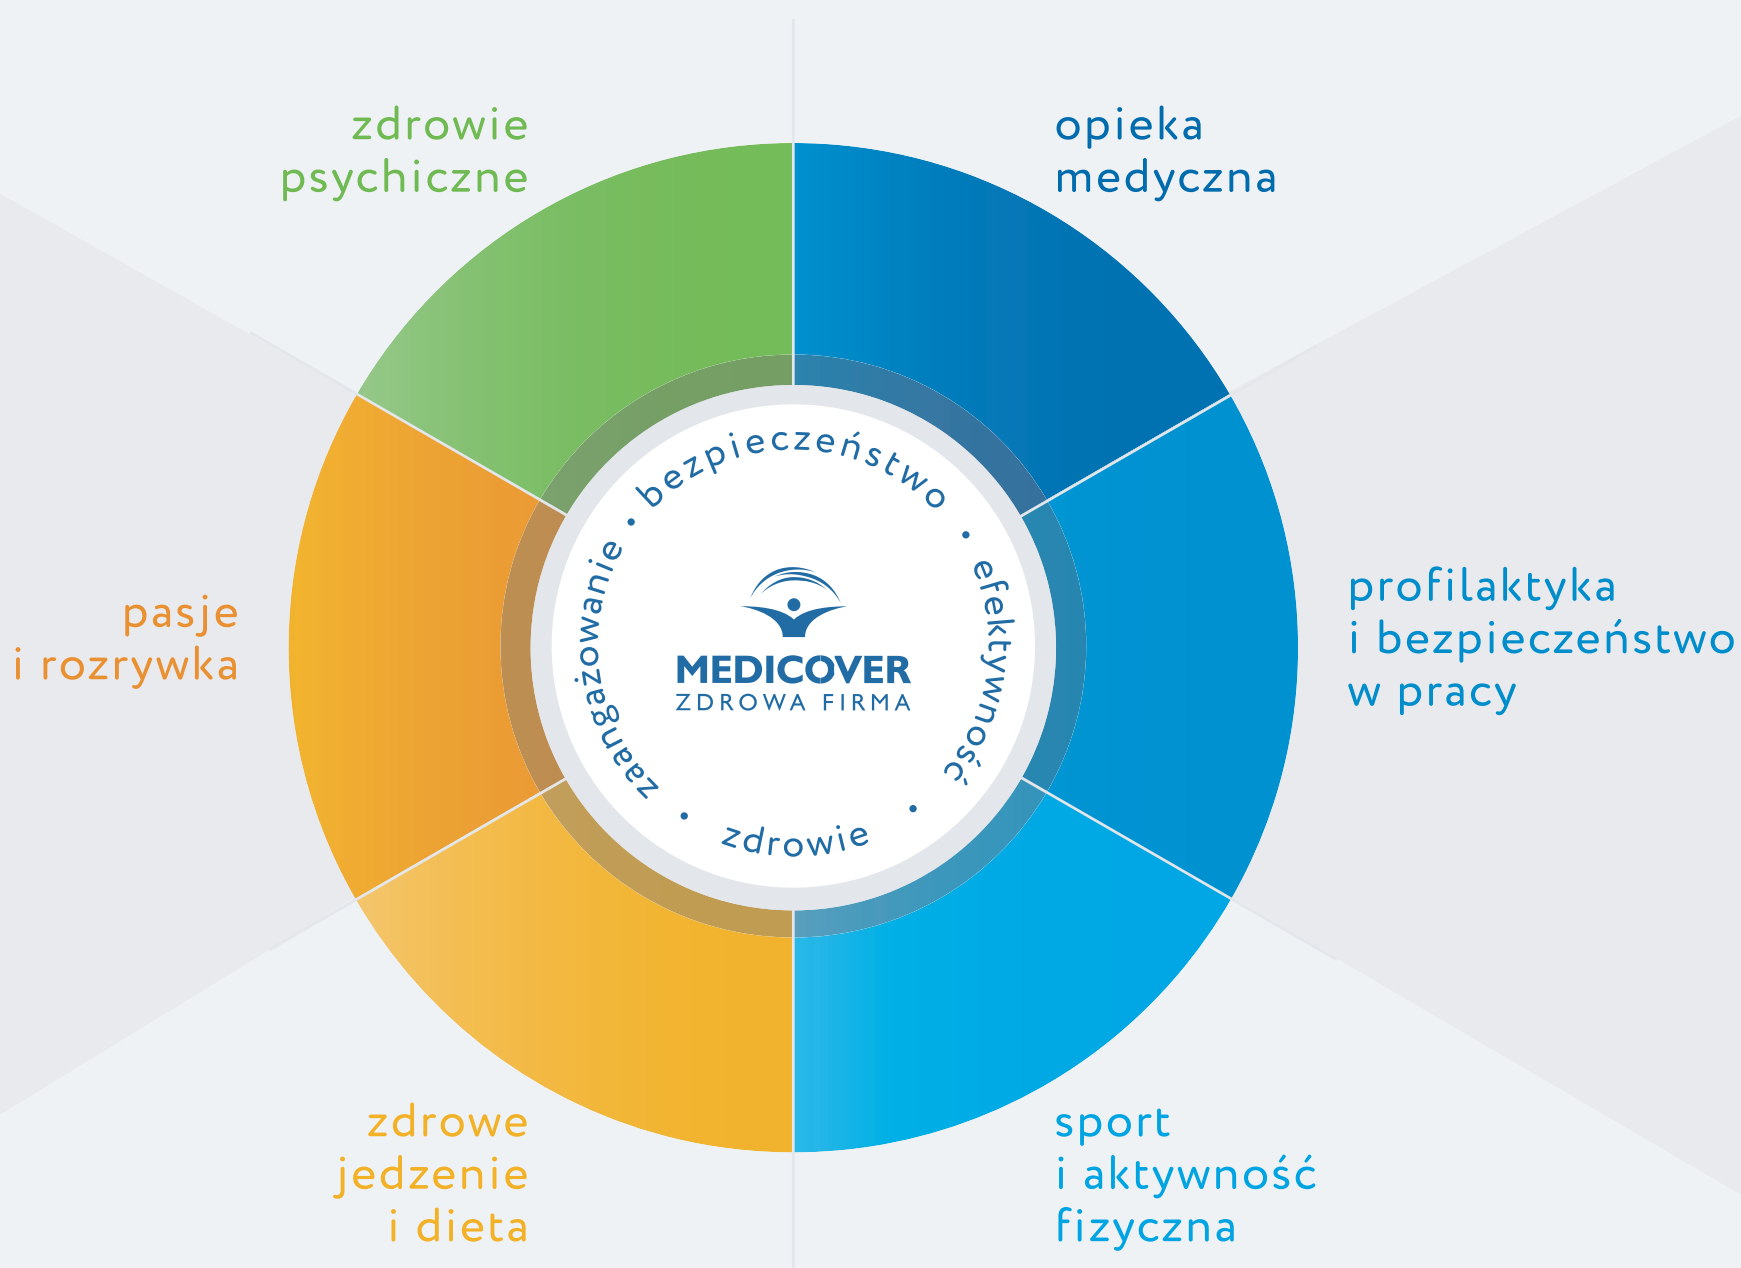 zdrowie
psychiczne
opieka
medyczna
profilaktyka
i bezpieczeństwo
w pracy
sport
i aktywność
fizyczna
zdrowe
jedzenie
i dieta
pasje
i rozrywka
bezpieczeństwo • efektywność • zdrowie • zaangażowanie •
MEDICOVER
ZDROWA FIRMA